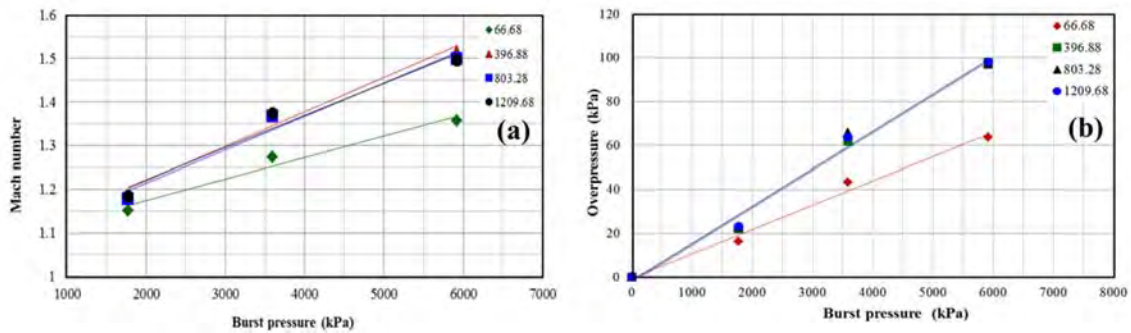 1.6
1.5
1.4
1.3
1.2
1.1
1
Mach number
1000 2000 3000 4000 5000 6000 7000
Burst pressure (kPa)
66.68
396.88
803.28
1209.68
(a)
120
100
80
60
40
20
0
Overpressure (kPa)
0 1000 2000 3000 4000 5000 6000 7000 8000
Burst pressure (kPa)
66.68
396.88
803.28
1209.68
(b)